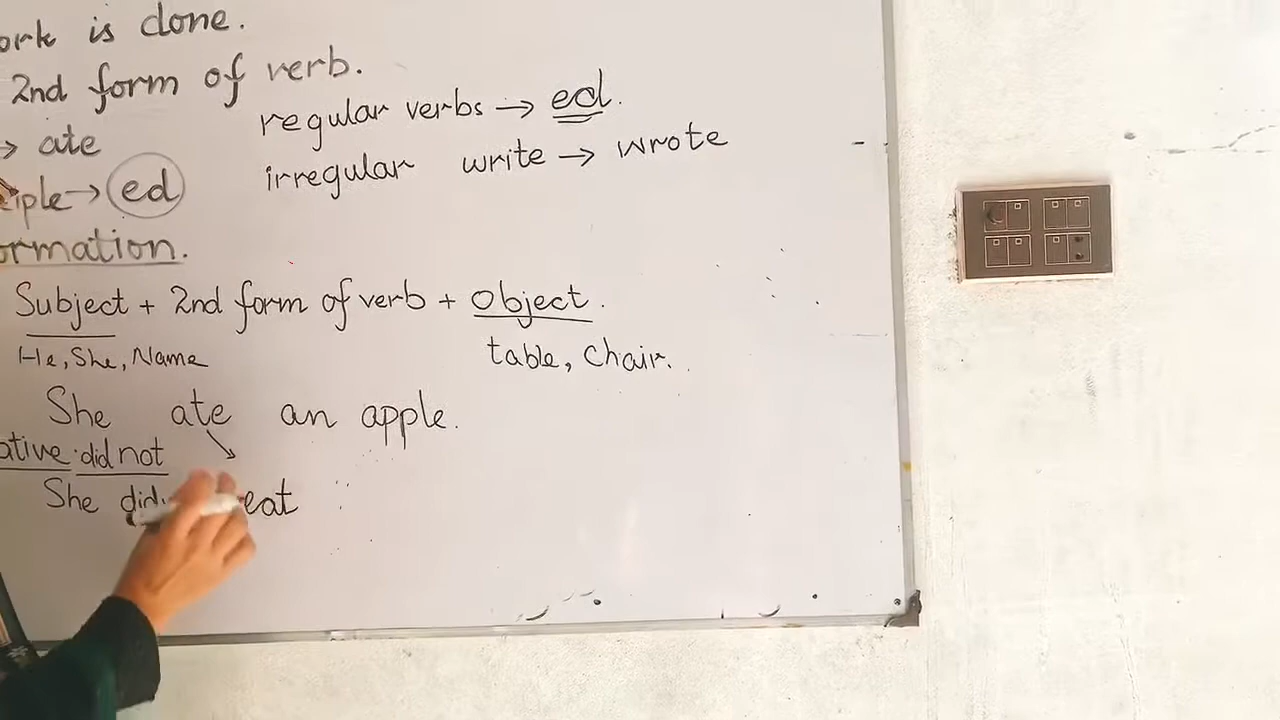 ork is done.
2nd form of verb.
regular verbs → ed.
→ ate
irregular write → wrote
iple → ed
ormation.
Subject + 2nd form of verb + Object.
He, She, Name
table, Chair.
She ate an apple.
ative did not
She did eat